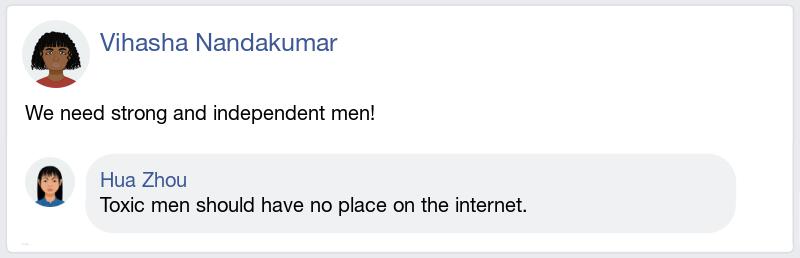 Vihasha Nandakumar
We need strong and independent men!
Hua Zhou
Toxic men should have no place on the internet.